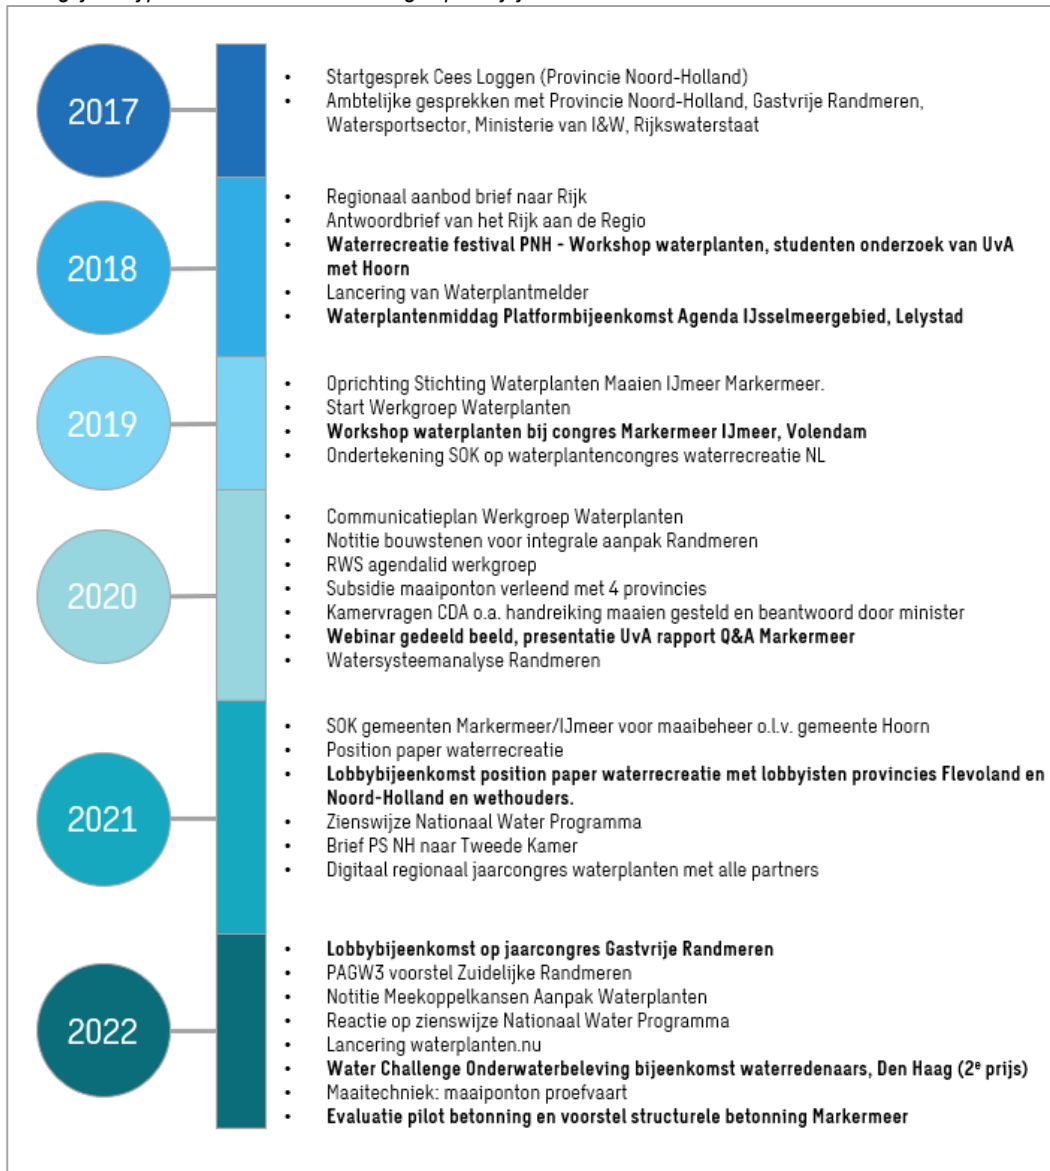 2017
• Startgesprek Cees Loggen (Provincie Noord-Holland)
• Ambtelijke gesprekken met Provincie Noord-Holland, Gastvrije Randmeren,
Watersportsector, Ministerie van I&W, Rijkswaterstaat
2018
• Regionaal aanbod brief naar Rijk
• Antwoordbrief van het Rijk aan de Regio
• Waterrecreatie festival PNH - Workshop waterplanten, studenten onderzoek van UvA
met Hoorn
• Lancering van Waterplantmelder
• Waterplantenmiddag Platformbijeenkomst Agenda IJsselmeergebied, Lelystad
2019
• Oprichting Stichting Waterplanten Maaien IJmeer Markermeer.
• Start Werkgroep Waterplanten
• Workshop waterplanten bij congres Markermeer IJmeer, Volendam
• Ondertekening SOK op waterplantencongres waterrecreatie NL
2020
• Communicatieplan Werkgroep Waterplanten
• Notitie bouwstenen voor integrale aanpak Randmeren
• RWS agendalid werkgroep
• Subsidie maaiponton verleend met 4 provincies
• Kamervragen CDA o.a. handreiking maaien gesteld en beantwoord door minister
• Webinar gedeeld beeld, presentatie UvA rapport Q&A Markermeer
• Watersysteemanalyse Randmeren
2021
• SOK gemeenten Markermeer/IJmeer voor maaibeheer o.l.v. gemeente Hoorn
• Position paper waterrecreatie
• Lobbybijeenkomst position paper waterrecreatie met lobbyisten provincies Flevoland en
Noord-Holland en wethouders.
• Zienswijze Nationaal Water Programma
• Brief PS NH naar Tweede Kamer
• Digitaal regionaal jaarcongres waterplanten met alle partners
2022
• Lobbybijeenkomst op jaarcongres Gastvrije Randmeren
• PAGW3 voorstel Zuidelijke Randmeren
• Notitie Meekoppelkansen Aanpak Waterplanten
• Reactie op zienswijze Nationaal Water Programma
• Lancering waterplanten.nu
• Water Challenge Onderwaterbeleving bijeenkomst waterredenaars, Den Haag (2ᵉ prijs)
• Maaitechniek: maaiponton proefvaart
• Evaluatie pilot betonning en voorstel structurele betonning Markermeer